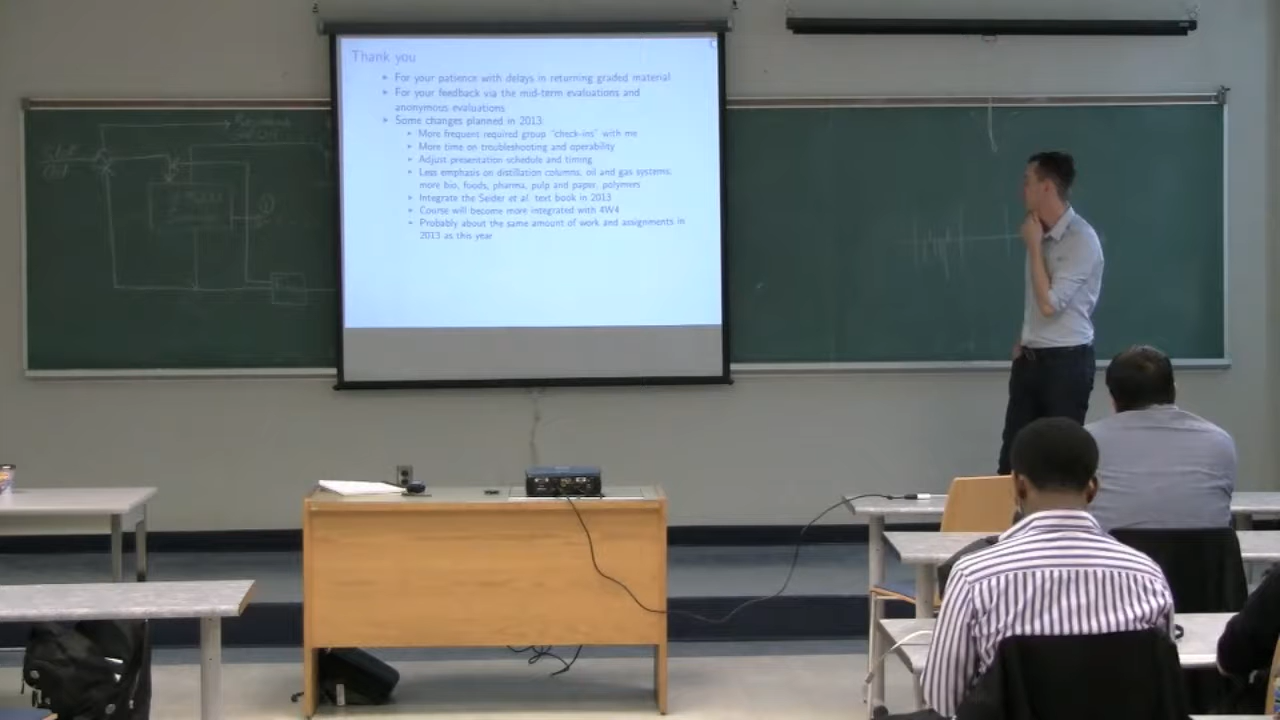 Thank you
For your patience with delays in returning graded material
For your feedback via the mid-term evaluations and
anonymous evaluations
Some changes planned in 2013:
More frequent required group "check-ins" with me
More time on troubleshooting and operability
Adjust presentation schedule and timing
Less emphasis on distillation columns, oil and gas systems;
more bio, foods, pharma, pulp and paper, polymers
Integrate the Seider et al. text book in 2013
Course will become more integrated with 4W4
Probably about the same amount of work and assignments in
2013 as this year